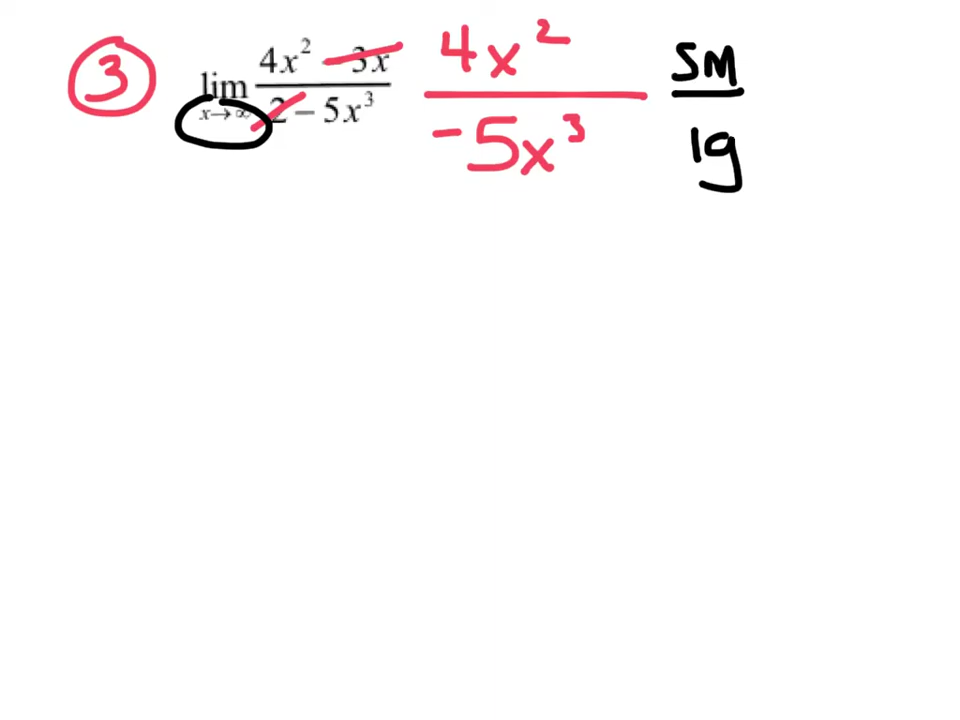 ③ lim x→∞ (4x² - 3x)/(2 - 5x³) 4x²/-5x³ SM/lg